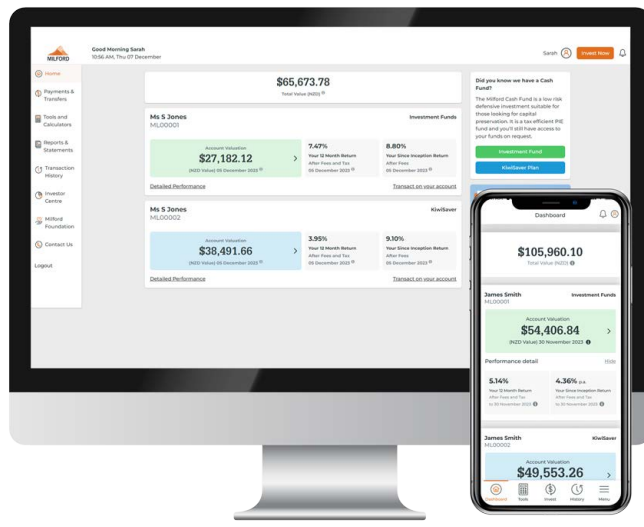 MILFORD
Good Morning Sarah
10:56 AM, Thu 07 December
Sarah
Invest Now
Home
Payments &
Transfers
Tools and
Calculators
Reports &
Statements
Transaction
History
Investor
Centre
Milford
Foundation
Contact Us
Logout
$65,673.78
Total Value (NZD)
Ms S Jones
ML00001
Investment Funds
Account Valuation
$27,182.12
(NZD Value) 05 December 2023
>
7.47%
Your 12 Month Return
After Fees and Tax
05 December 2023
8.80%
Your Since Inception Return
After Fees
05 December 2023
Detailed Performance
Transact on your account
Ms S Jones
ML00002
KiwiSaver
Account Valuation
$38,491.66
(NZD Value) 05 December 2023
>
3.95%
Your 12 Month Return
After Fees and Tax
05 December 2023
9.10%
Your Since Inception Return
After Fees
05 December 2023
Detailed Performance
Transact on your account
Did you know we have a Cash
Fund?
The Milford Cash Fund is a low risk
defensive investment suitable for
those looking for capital
preservation. It is a tax efficient PIE
fund and you'll still have access to
your funds on request.
Investment Fund
KiwiSaver Plan
Dashboard
$105,960.10
Total Value (NZD)
James Smith
ML00001
Investment Funds
Account Valuation
$54,406.84
>
(NZD Value) 30 November 2023
Performance detail
Hide
5.14%
Your 12 Month Return
After Fees and Tax
to 30 November 2023
4.36% p.a.
Your Since Inception Return
After Fees and Tax
to 30 November 2023
James Smith
ML00002
KiwiSaver
Account Valuation
$49,553.26
>
Dashboard
Tools
Invest
History
Menu